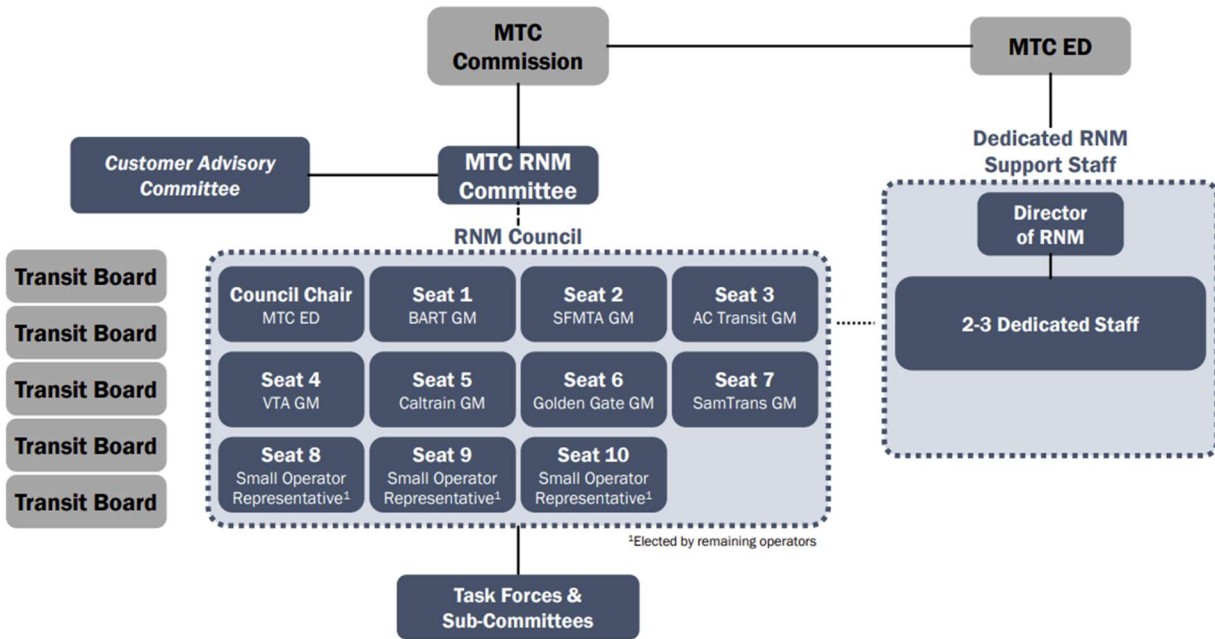 MTC
Commission
MTC ED
Customer Advisory
Committee
MTC RNM
Committee
Dedicated RNM
Support Staff
Director
of RNM
2-3 Dedicated Staff
RNM Council
Transit Board
Transit Board
Transit Board
Transit Board
Transit Board
Council Chair
MTC ED
Seat 1
BART GM
Seat 2
SFMTA GM
Seat 3
AC Transit GM
Seat 4
VTA GM
Seat 5
Caltrain GM
Seat 6
Golden Gate GM
Seat 7
SamTrans GM
Seat 8
Small Operator
Representative¹
Seat 9
Small Operator
Representative¹
Seat 10
Small Operator
Representative¹
¹Elected by remaining operators
Task Forces &
Sub-Committees